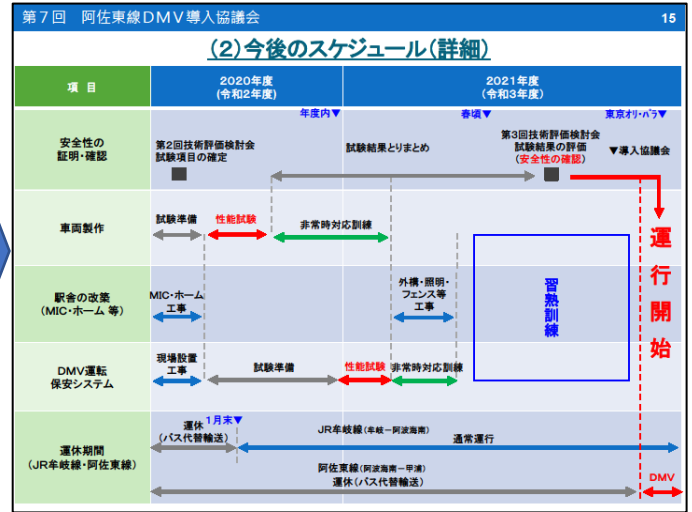 第7回 阿佐東線DMV導入協議会
15
(2)今後のスケジュール(詳細)
項 目
2020年度
(令和2年度)
2021年度
(令和3年度)
年度内▼
春頃▼
東京オリ・パラ▼
安全性の
証明・確認
第2回技術評価検討会
試験項目の確定
試験結果とりまとめ
第3回技術評価検討会
試験結果の評価
(安全性の確認)
▼導入協議会
車両製作
試験準備
性能試験
非常時対応訓練
駅舎の改築
(MIC・ホーム 等)
MIC・ホーム
工事
外構・照明・
フェンス等
工事
習熟訓練
運行開始
DMV運転
保安システム
現場設置
工事
試験準備
性能試験
非常時対応訓練
運休期間
(JR牟岐線・阿佐東線)
運休
(バス代替輸送)
1月末▼
JR牟岐線(牟岐-阿波海南)
通常運行
阿佐東線(阿波海南-甲浦)
運休(バス代替輸送)
DMV